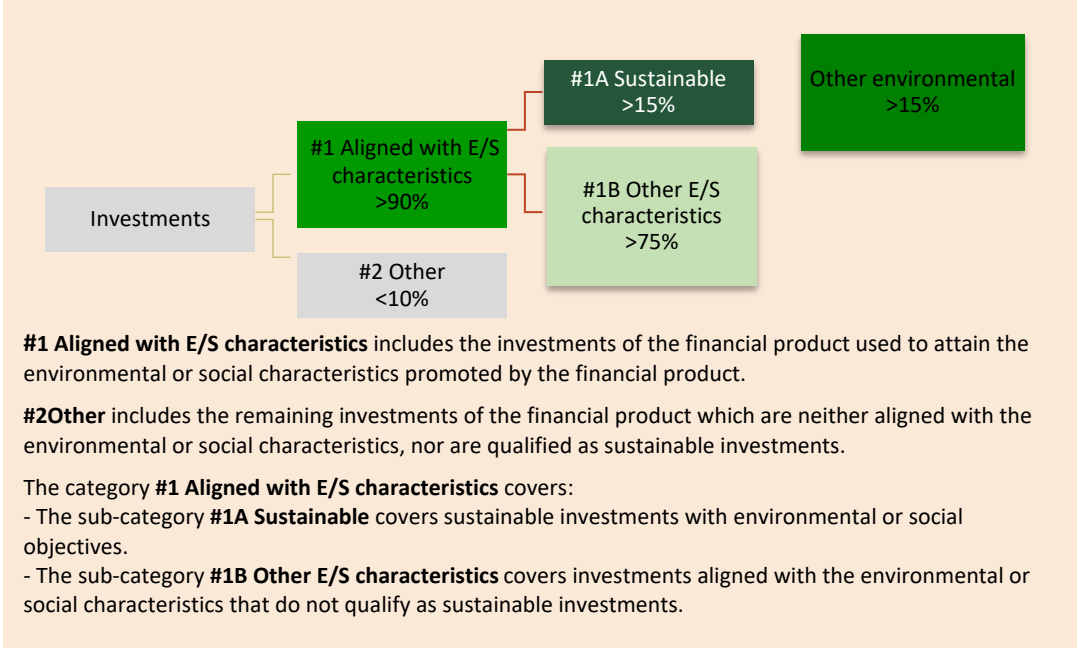 #1A Sustainable
>15%
Other environmental
>15%
#1 Aligned with E/S
characteristics
>90%
#1B Other E/S
characteristics
>75%
Investments
#2 Other
<10%
#1 Aligned with E/S characteristics includes the investments of the financial product used to attain the
environmental or social characteristics promoted by the financial product.
#2Other includes the remaining investments of the financial product which are neither aligned with the
environmental or social characteristics, nor are qualified as sustainable investments.
The category #1 Aligned with E/S characteristics covers:
- The sub-category #1A Sustainable covers sustainable investments with environmental or social
objectives.
- The sub-category #1B Other E/S characteristics covers investments aligned with the environmental or
social characteristics that do not qualify as sustainable investments.